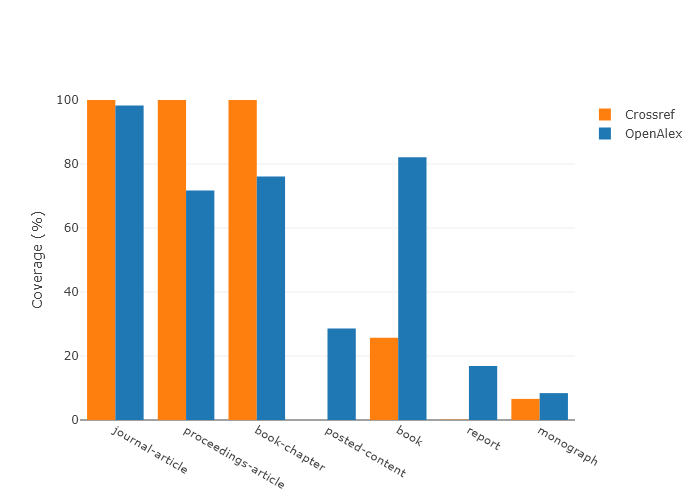 100
80
60
40
20
0
Coverage (%)
journal-article
proceedings-article
book-chapter
posted-content
book
report
monograph
Crossref
OpenAlex